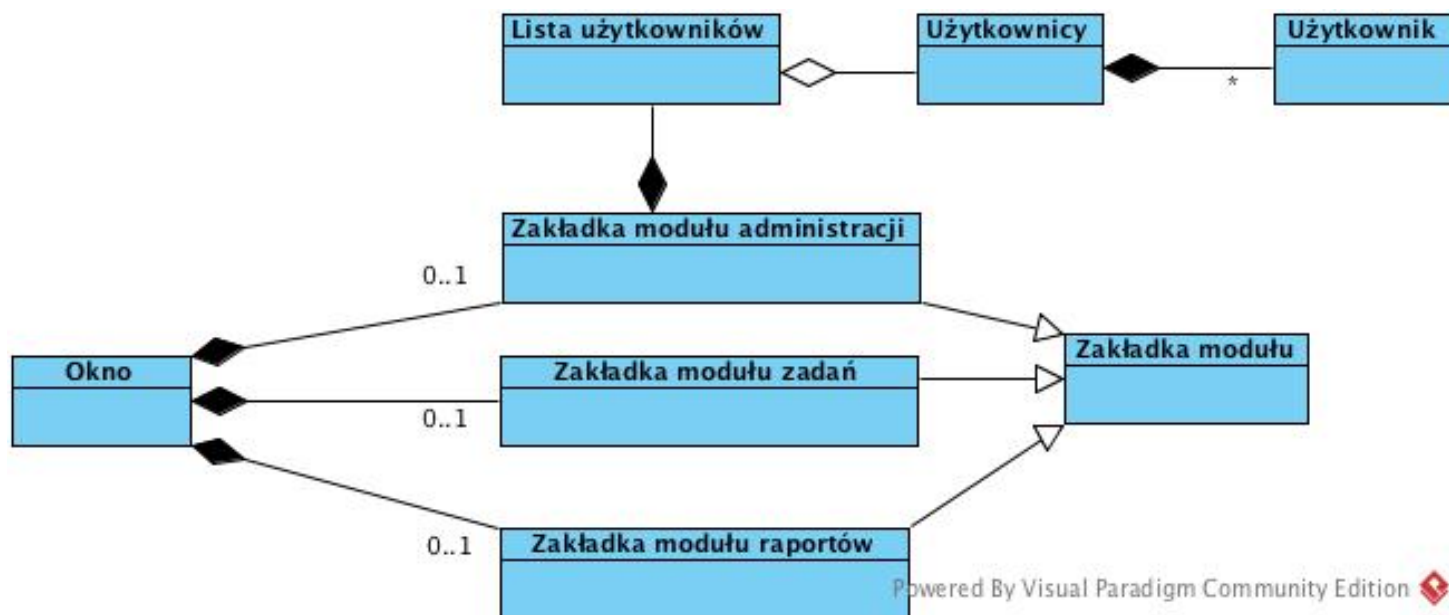 Lista użytkowników
Użytkownicy
Użytkownik
*
Zakładka modułu administracji
0..1
Zakładka modułu
Okno
Zakładka modułu zadań
0..1
0..1
Zakładka modułu raportów
Powered By Visual Paradigm Community Edition